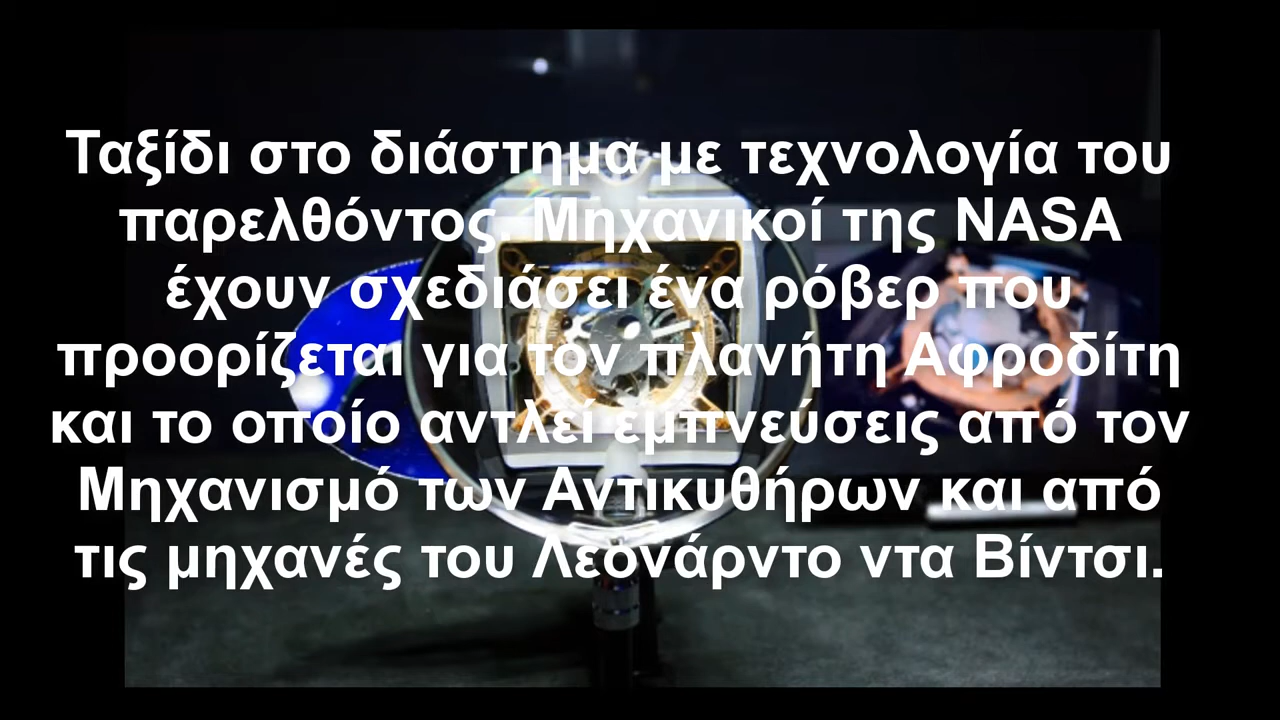 Ταξίδι στο διάστημα με τεχνολογία του
παρελθόντος. Μηχανικοί της NASA
έχουν σχεδιάσει ένα ρόβερ που
προορίζεται για τον πλανήτη Αφροδίτη
και το οποίο αντλεί εμπνεύσεις από τον
Μηχανισμό των Αντικυθήρων και από
τις μηχανές του Λεονάρντο ντα Βίντσι.